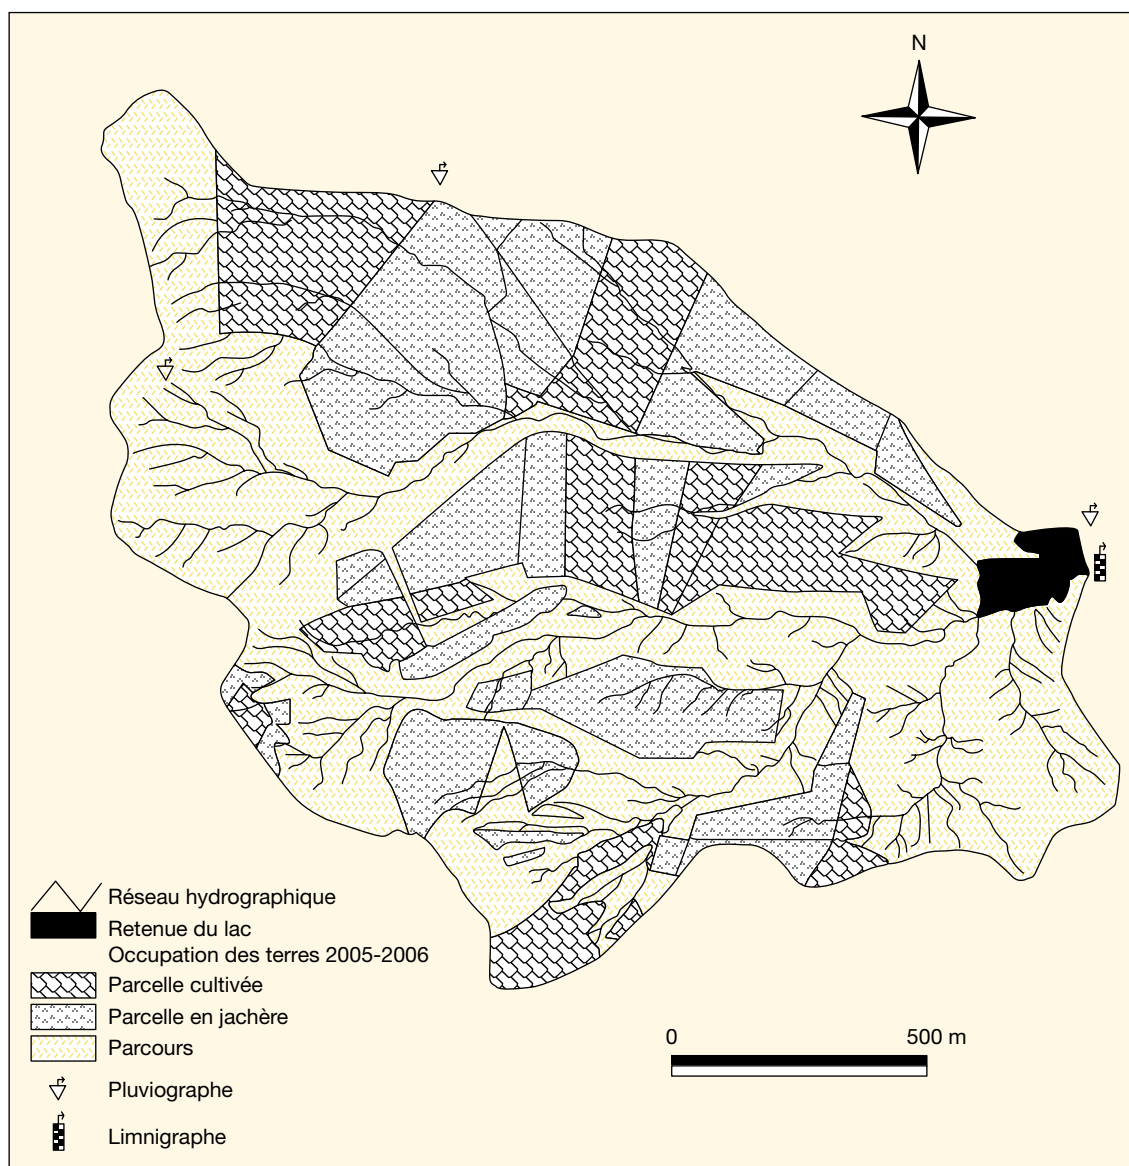 N
Réseau hydrographique
Retenue du lac
Occupation des terres 2005-2006
Parcelle cultivée
Parcelle en jachère
Parcours
Pluviographe
Limnigraphe
0 500 m